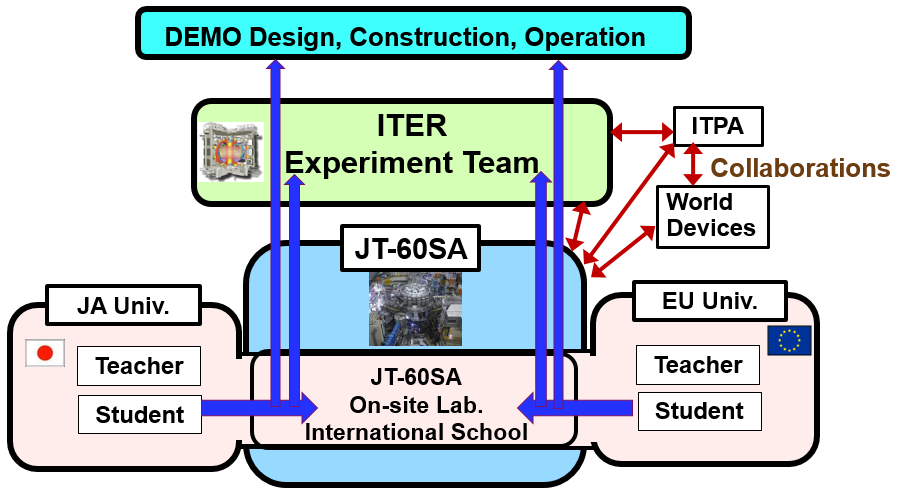 DEMO Design, Construction, Operation
ITER
Experiment Team
ITPA
Collaborations
World
Devices
JT-60SA
JA Univ.
EU Univ.
Teacher
Student
JT-60SA
On-site Lab.
International School
Teacher
Student